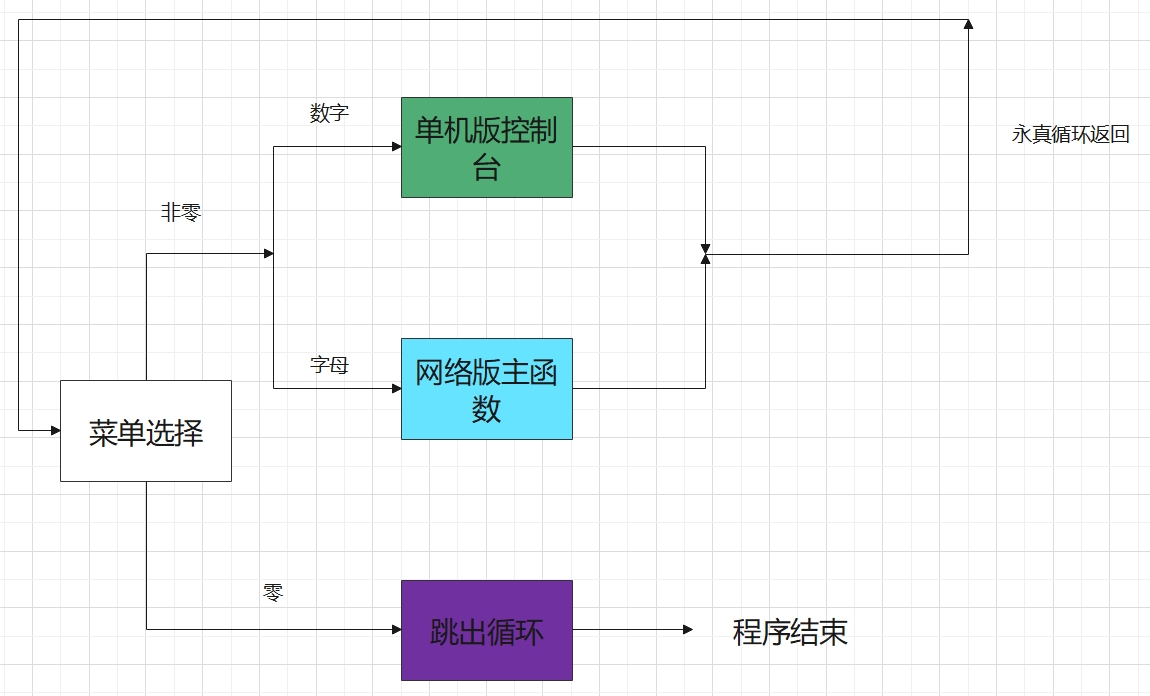 数字
单机版控制
台
永真循环返回
非零
字母
网络版主函
数
菜单选择
零
跳出循环
程序结束